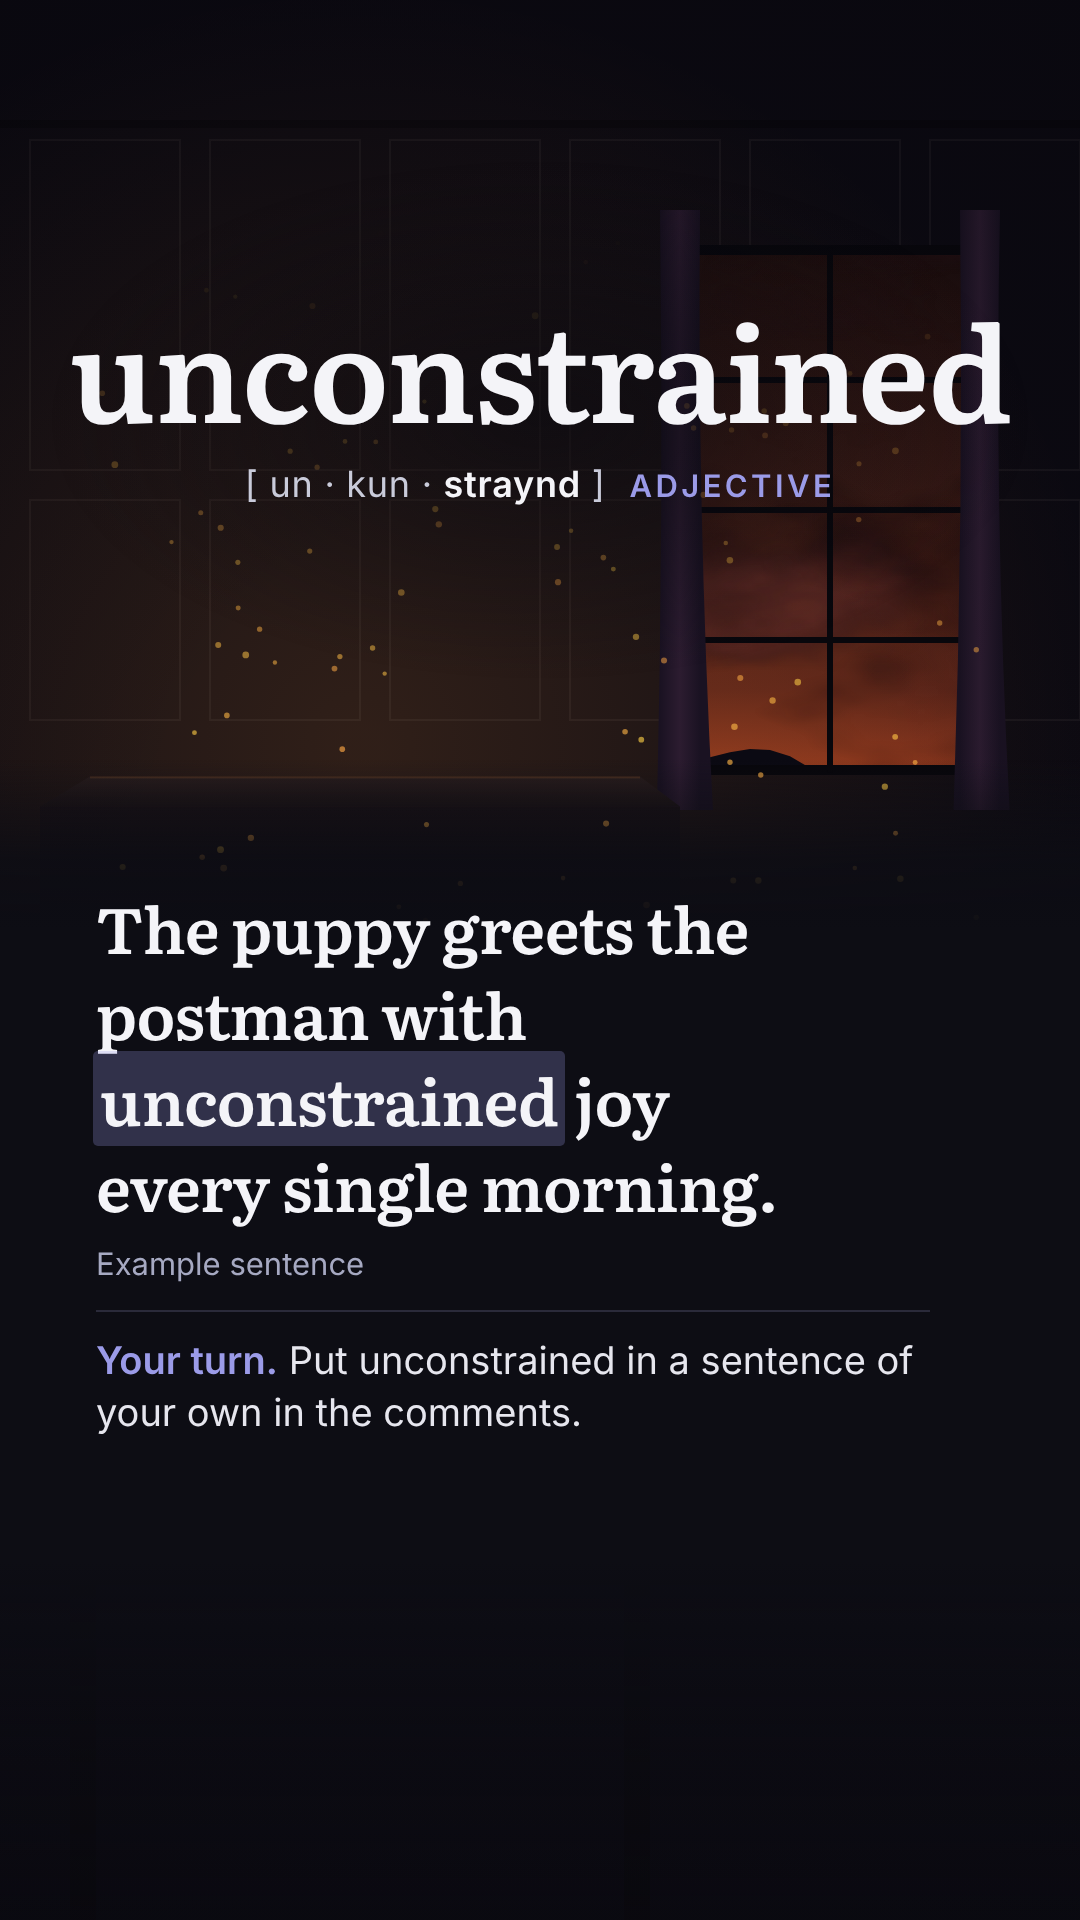 unconstrained
[ un · kun · straynd ] ADJECTIVE
The puppy greets the
postman with
unconstrained joy
every single morning.
Example sentence
Your turn. Put unconstrained in a sentence of
your own in the comments.